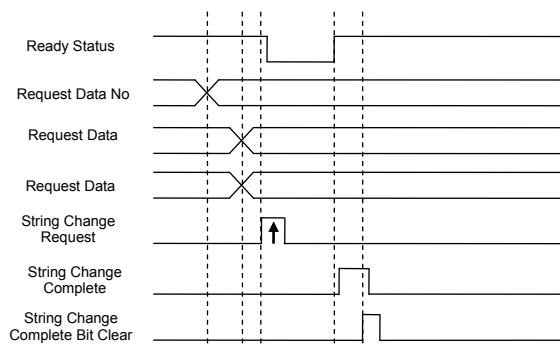 Ready Status
Request Data No
Request Data
Request Data
String Change
Request
String Change
Complete
String Change
Complete Bit Clear